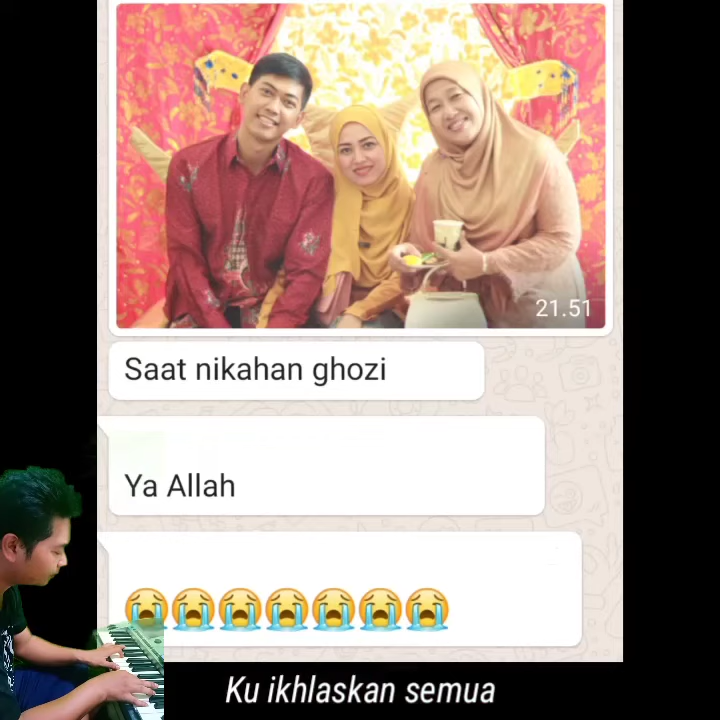 21.51
Saat nikahan ghozi
Ya Allah
😭😭😭😭😭😭😭
Ku ikhlaskan semua